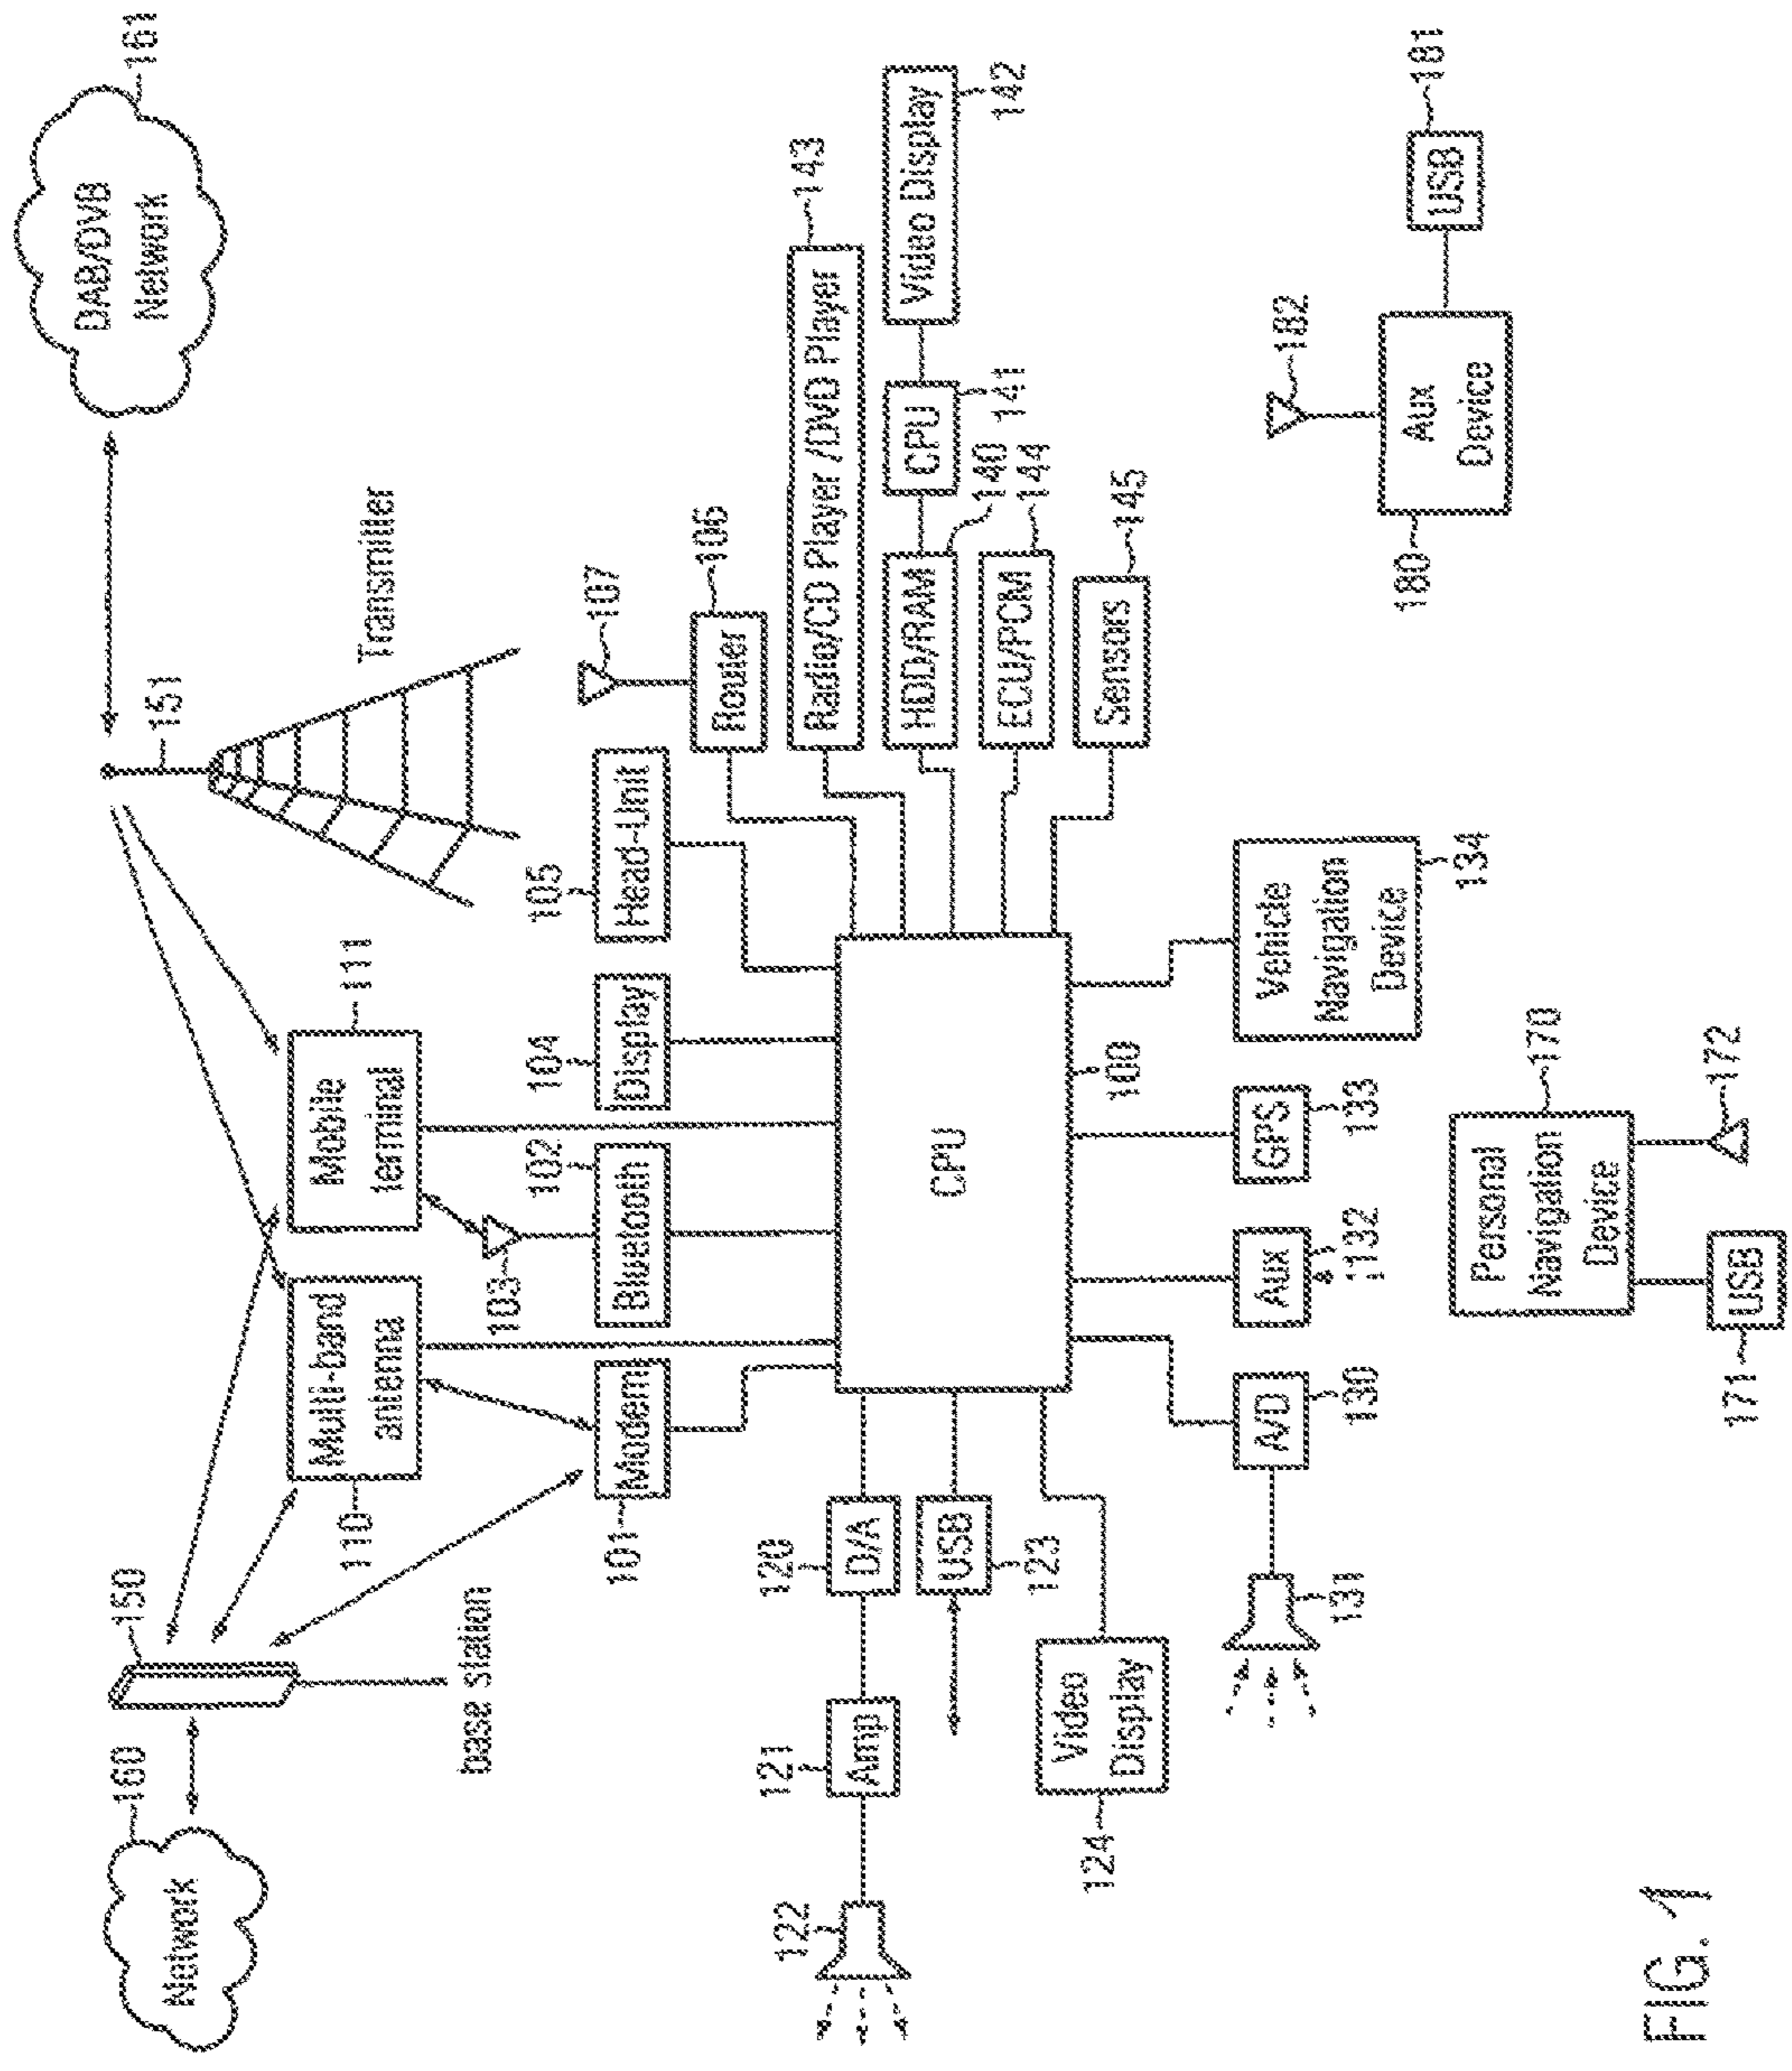 161
DAB/DVB
Network
160
Network
150
base station
151
Transmitter
110
Multi-band
antenna
111
Mobile
terminal
103
107
101
Modem
102
Bluetooth
104
Display
105
Head-Unit
106
Router
143
Radio/CD Player /DVD Player
142
Video Display
141
CPU
140
HDD/RAM
144
ECU/PCM
145
Sensors
122
121
Amp
120
D/A
USB
123
CPU
100
124
Video
Display
131
A/D
130
Aux
132
GPS
133
Vehicle
Navigation
Device
134
182
180
Aux
Device
USB
181
170
Personal
Navigation
Device
171
USB
172
FIG. 1